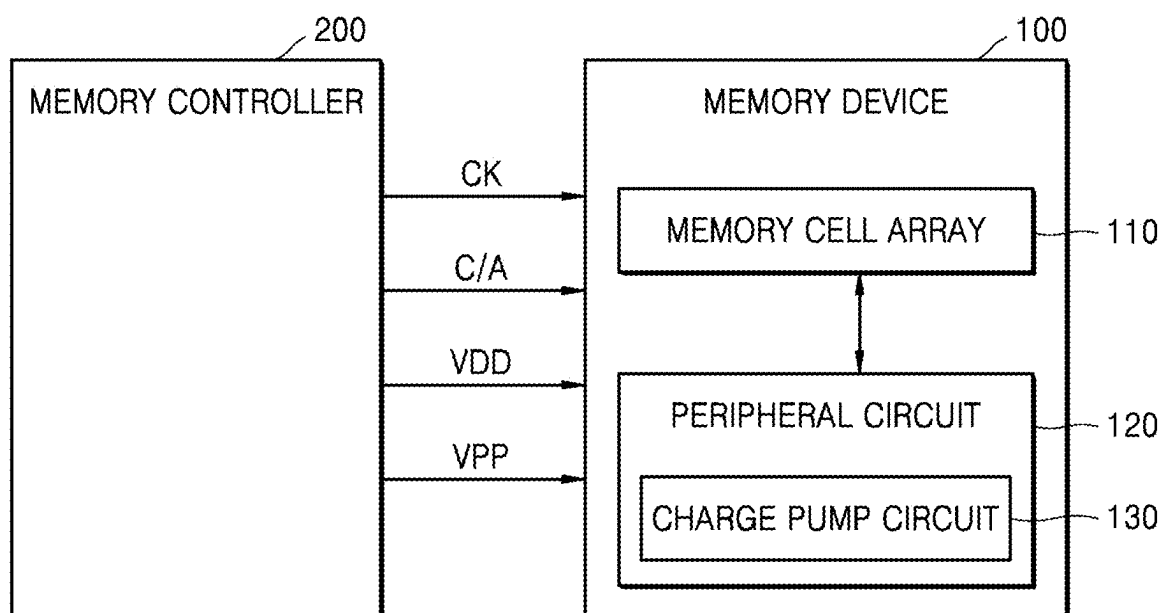 200
100
MEMORY CONTROLLER
MEMORY DEVICE
CK
MEMORY CELL ARRAY
110
C/A
VDD
PERIPHERAL CIRCUIT
120
VPP
CHARGE PUMP CIRCUIT
130